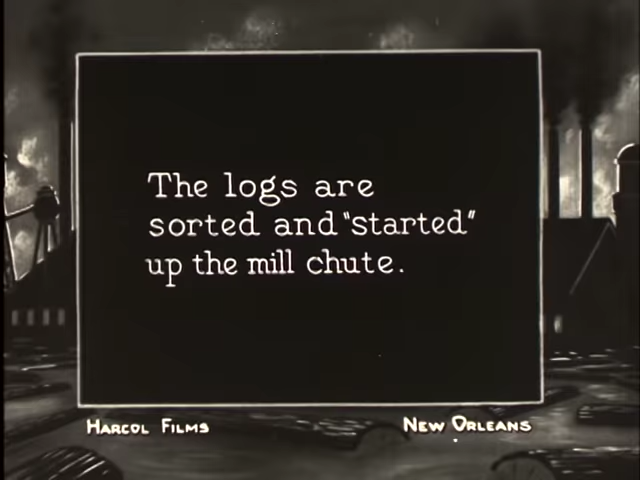 The logs are
sorted and "started"
up the mill chute.
Harcol Films
New Orleans